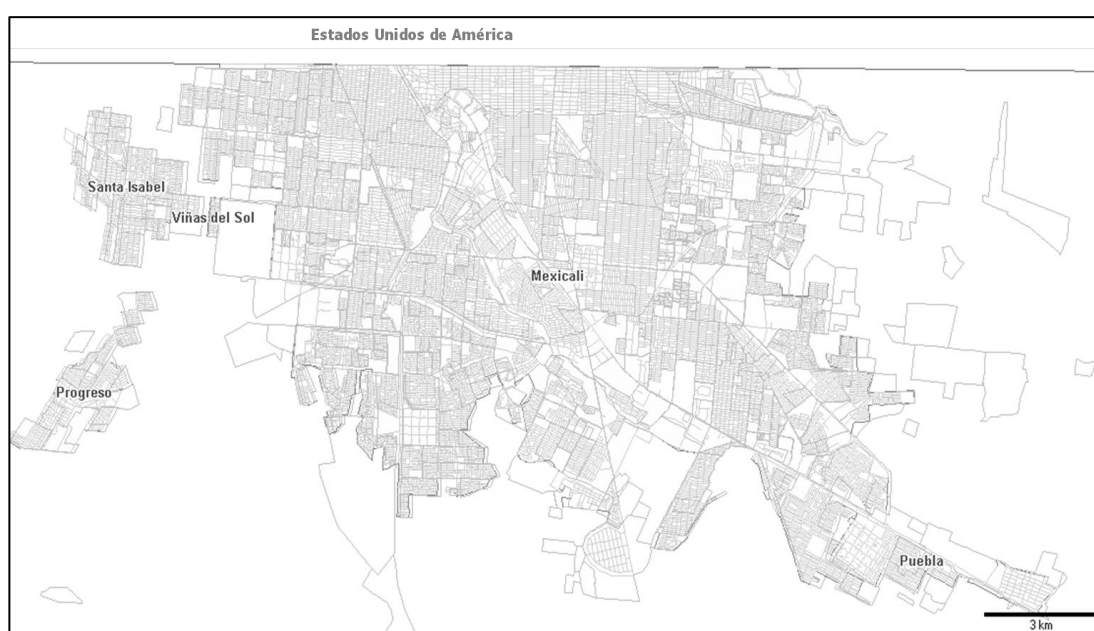 Estados Unidos de América
Santa Isabel
Viñas del Sol
Mexicali
Progreso
Puebla
3 km